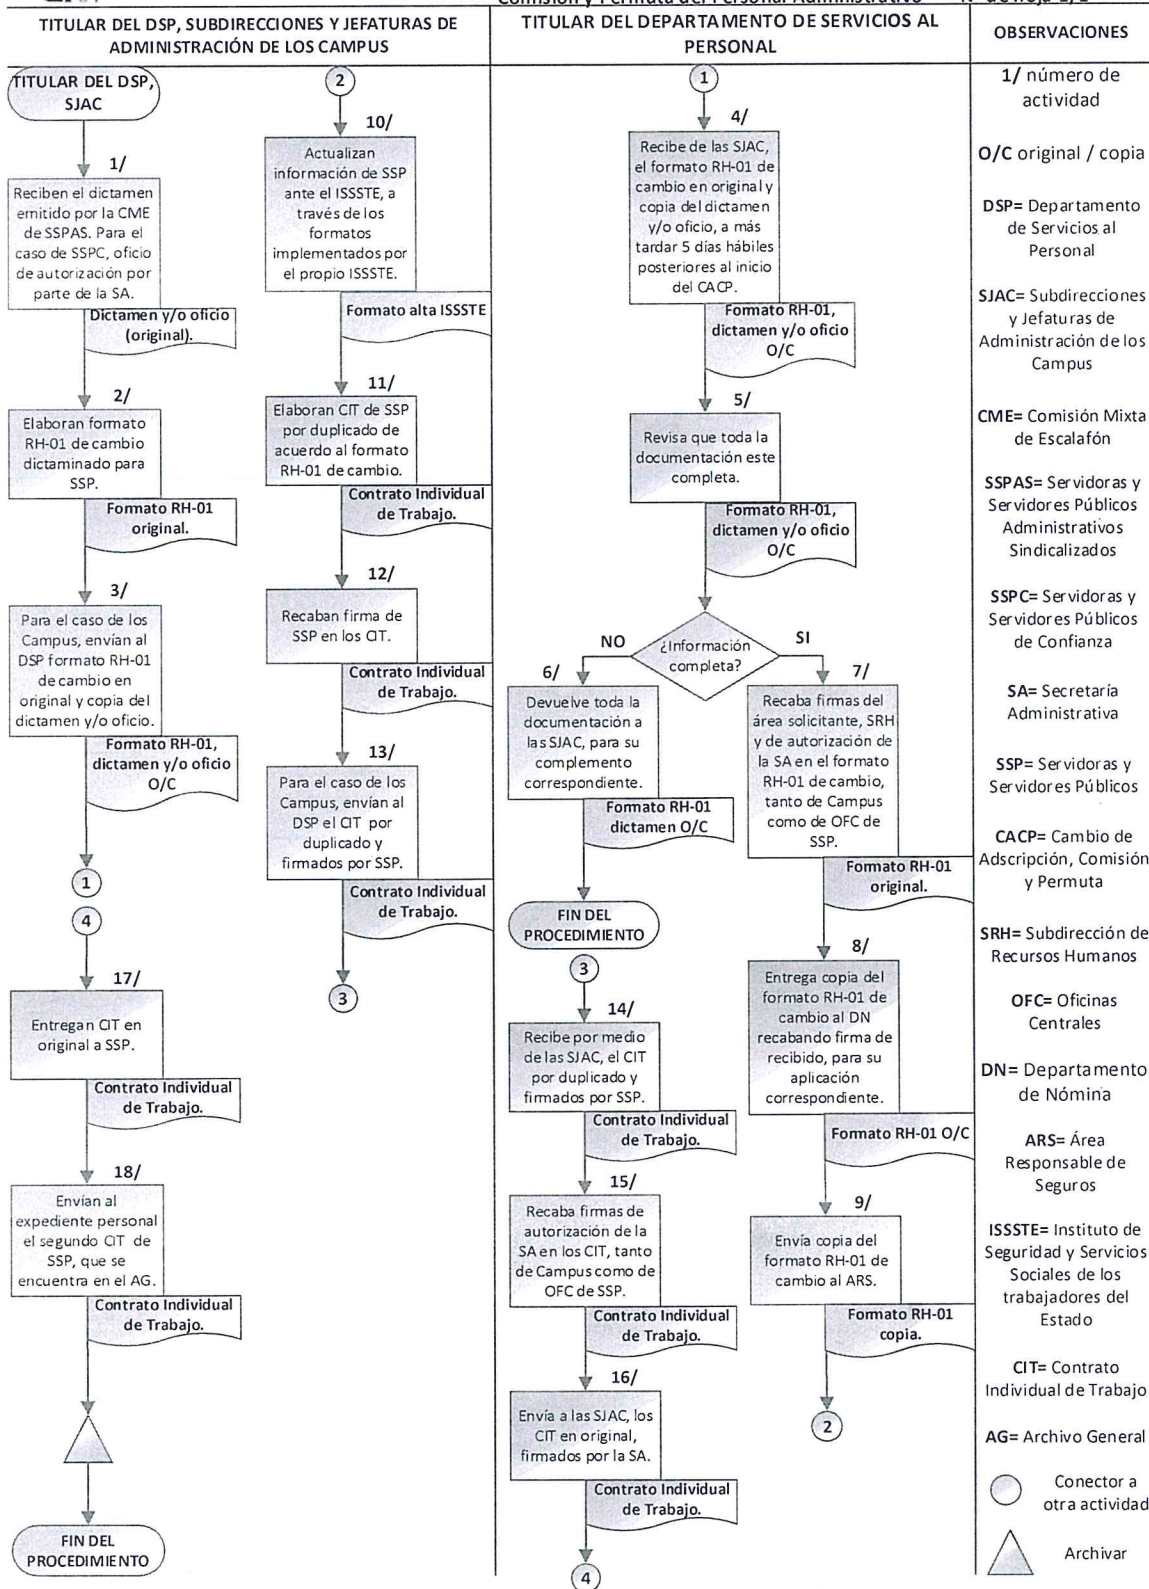 Comisión y Permuta del Personal Administrativo
TITULAR DEL DSP, SUBDIRECCIONES Y JEFATURAS DE
ADMINISTRACIÓN DE LOS CAMPUS
TITULAR DEL DEPARTAMENTO DE SERVICIOS AL
PERSONAL
OBSERVACIONES
TITULAR DEL DSP,
SJAC
1/
Reciben el dictamen
emitido por la CME
de SSPAS. Para el
caso de SSPC, oficio
de autorización por
parte de la SA.
Dictamen y/o oficio
(original).
2/
Elaboran formato
RH-01 de cambio
dictaminado para
SSP.
Formato RH-01
original.
3/
Para el caso de los
Campus, envían al
DSP formato RH-01
de cambio en
original y copia del
dictamen y/o oficio.
Formato RH-01,
dictamen y/o oficio
O/C
1
4
17/
Entregan CIT en
original a SSP.
Contrato Individual
de Trabajo.
18/
Envían al
expediente personal
el segundo CIT de
SSP, que se
encuentra en el AG.
Contrato Individual
de Trabajo.
FIN DEL
PROCEDIMIENTO
2
10/
Actualizan
información de SSP
ante el ISSSTE, a
través de los
formatos
implementados por
el propio ISSSTE.
Formato alta ISSSTE
11/
Elaboran CIT de SSP
por duplicado de
acuerdo al formato
RH-01 de cambio.
Contrato Individual
de Trabajo.
12/
Recaban firma de
SSP en los CIT.
Contrato Individual
de Trabajo.
13/
Para el caso de los
Campus, envían al
DSP el CIT por
duplicado y
firmados por SSP.
Contrato Individual
de Trabajo.
3
1
4/
Recibe de las SJAC,
el formato RH-01 de
cambio en original y
copia del dictamen
y/o oficio, a más
tardar 5 días hábiles
posteriores al inicio
del CACP.
Formato RH-01,
dictamen y/o oficio
O/C
5/
Revisa que toda la
documentación este
completa.
Formato RH-01,
dictamen y/o oficio
O/C
¿Información
completa?
NO
SI
6/
Devuelve toda la
documentación a
las SJAC, para su
complemento
correspondiente.
Formato RH-01
dictamen O/C
FIN DEL
PROCEDIMIENTO
3
14/
Recibe por medio
de las SJAC, el CIT
por duplicado y
firmados por SSP.
Contrato Individual
de Trabajo.
15/
Recaba firmas de
autorización de la
SA en los CIT, tanto
de Campus como de
OFC de SSP.
Contrato Individual
de Trabajo.
16/
Envía a las SJAC, los
CIT en original,
firmados por la SA.
Contrato Individual
de Trabajo.
4
7/
Recaba firmas del
área solicitante, SRH
y de autorización de
la SA en el formato
RH-01 de cambio,
tanto de Campus
como de OFC de
SSP.
Formato RH-01
original.
8/
Entrega copia del
formato RH-01 de
cambio al DN
recabando firma de
recibido, para su
aplicación
correspondiente.
Formato RH-01 O/C
9/
Envía copia del
formato RH-01 de
cambio al ARS.
Formato RH-01
copia.
2
1/ número de
actividad
O/C original / copia
DSP= Departamento
de Servicios al
Personal
SJAC= Subdirecciones
y Jefaturas de
Administración de los
Campus
CME= Comisión Mixta
de Escalafón
SSPAS= Servidoras y
Servidores Públicos
Administrativos
Sindicalizados
SSPC= Servidoras y
Servidores Públicos
de Confianza
SA= Secretaría
Administrativa
SSP= Servidoras y
Servidores Públicos
CACP= Cambio de
Adscripción, Comisión
y Permuta
SRH= Subdirección de
Recursos Humanos
OFC= Oficinas
Centrales
DN= Departamento
de Nómina
ARS= Área
Responsable de
Seguros
ISSSTE= Instituto de
Seguridad y Servicios
Sociales de los
trabajadores del
Estado
CIT= Contrato
Individual de Trabajo
AG= Archivo General
Conector a
otra actividad
Archivar